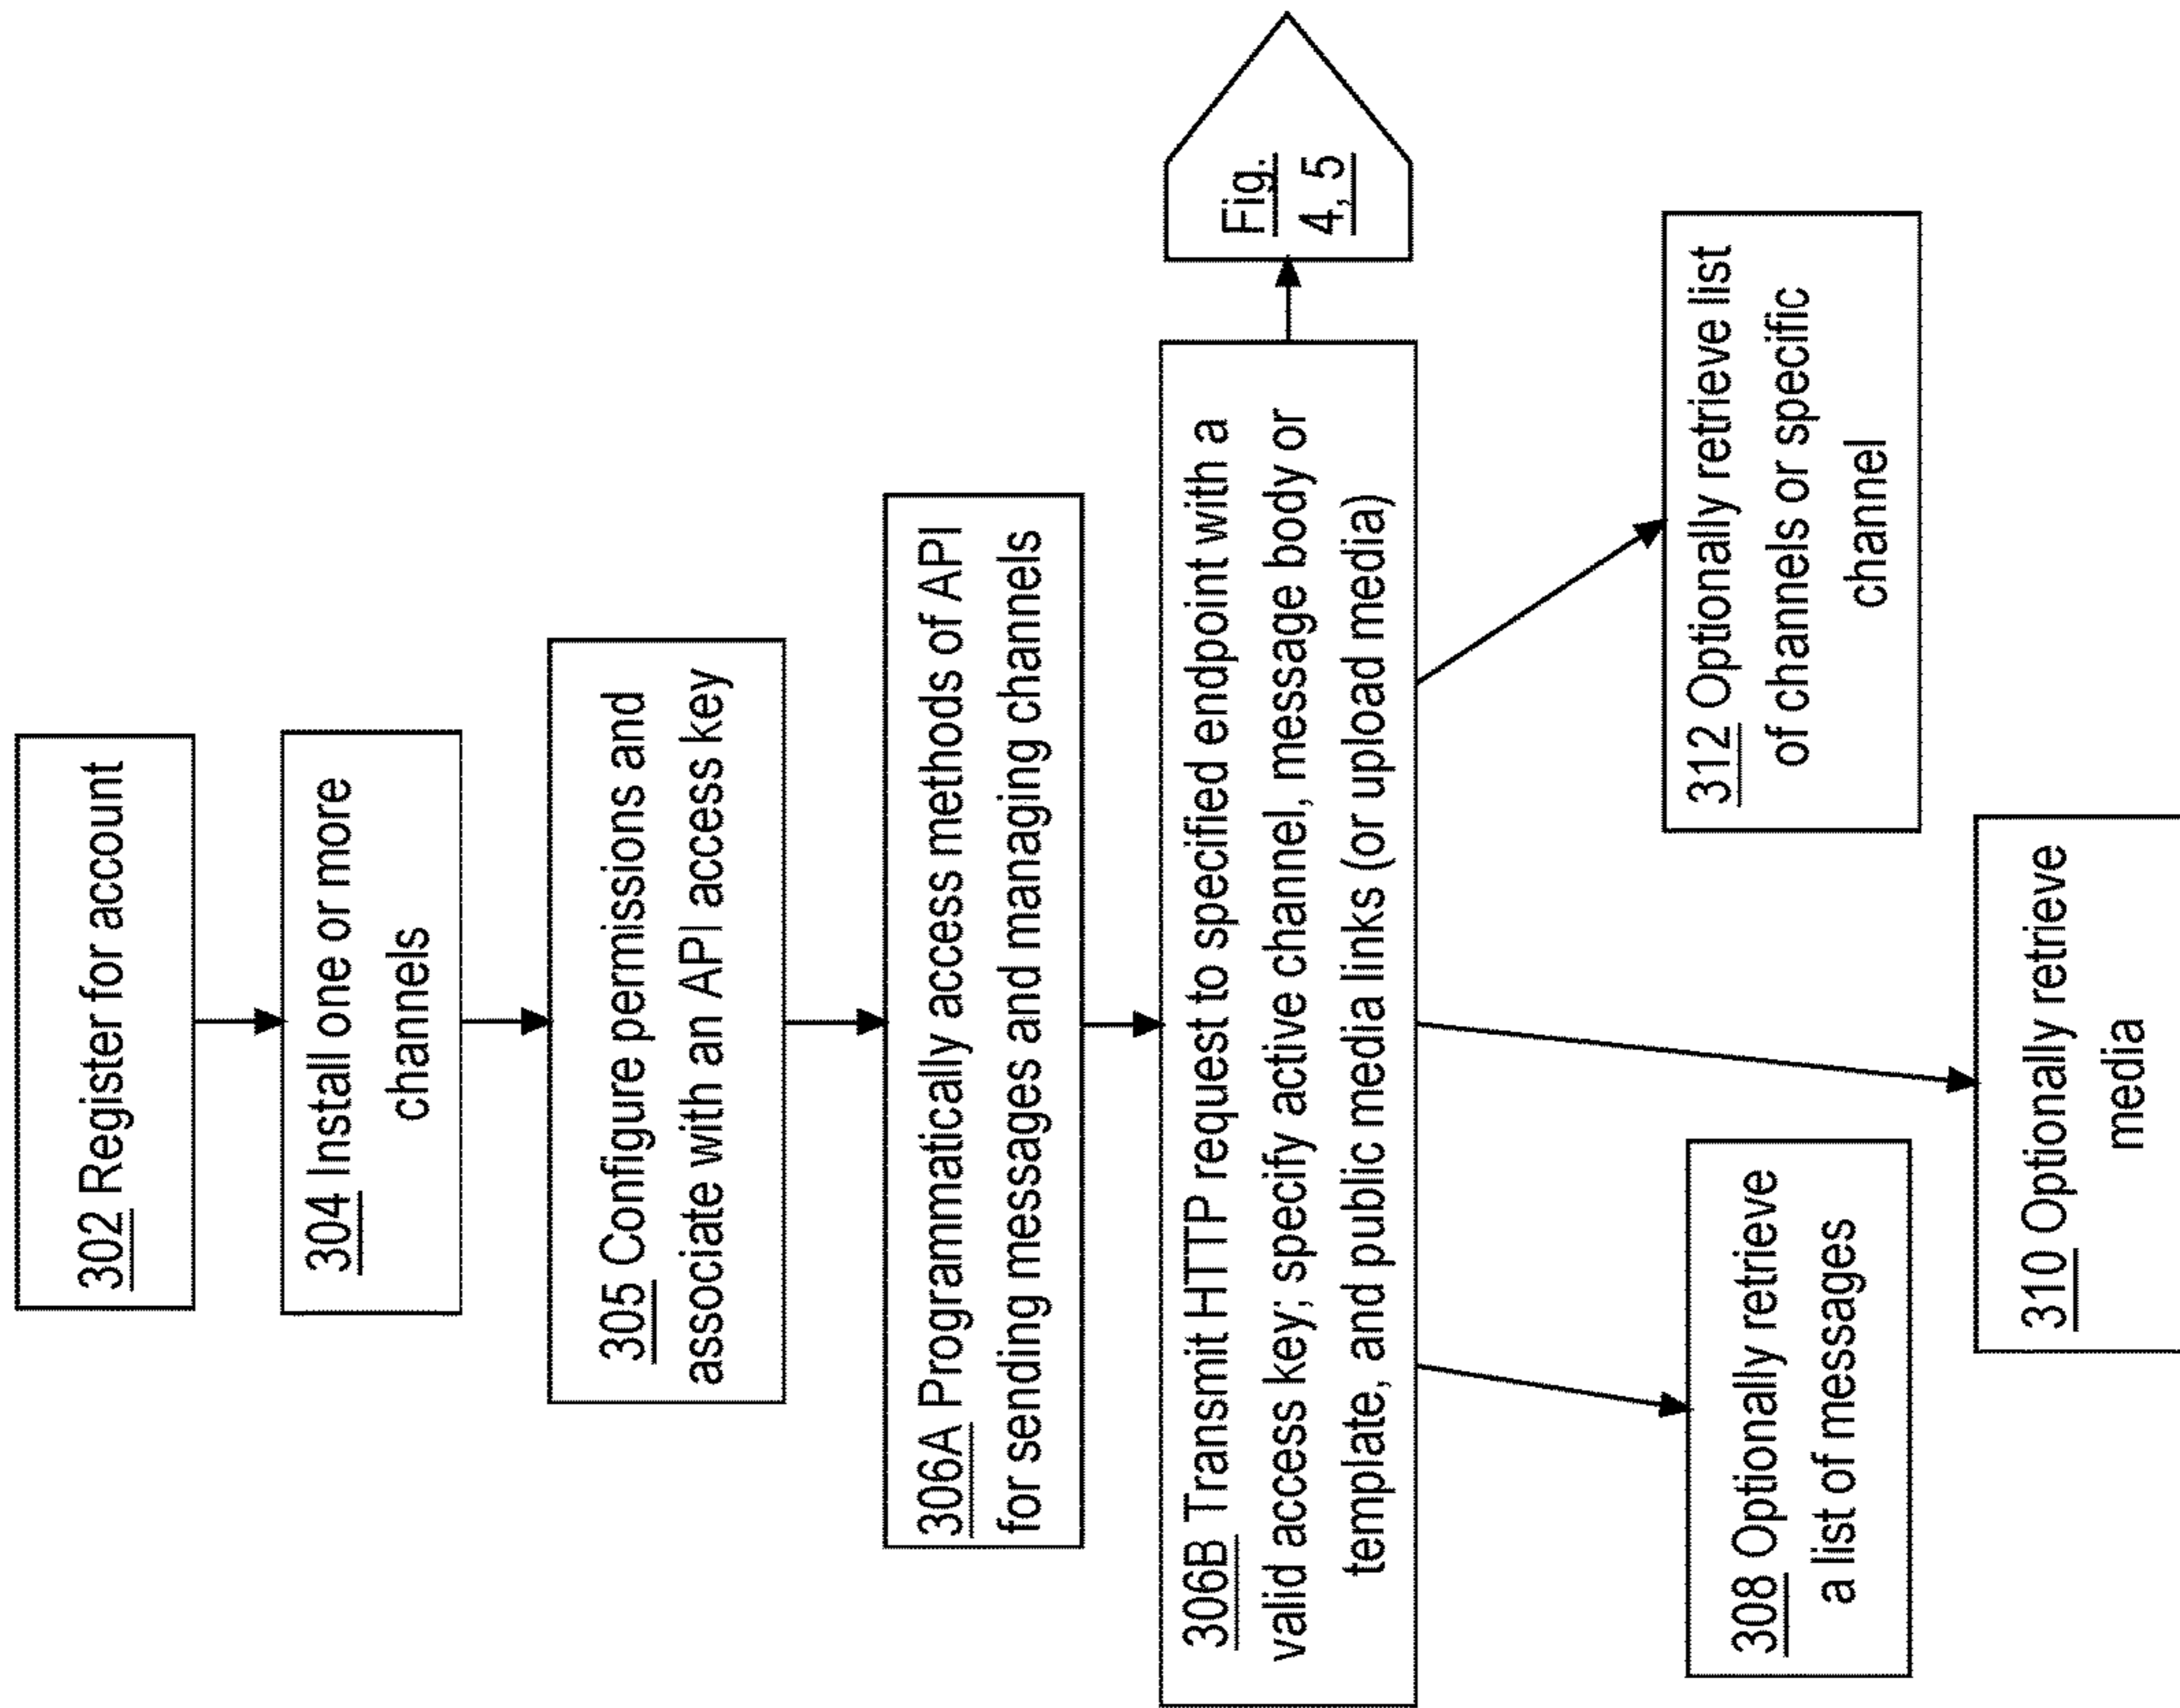 302 Register for account
304 Install one or more
channels
305 Configure permissions and
associate with an API access key
306A Programmatically access methods of API
for sending messages and managing channels
306B Transmit HTTP request to specified endpoint with a
valid access key; specify active channel, message body or
template, and public media links (or upload media)
Fig.
4, 5
308 Optionally retrieve
a list of messages
310 Optionally retrieve
media
312 Optionally retrieve list
of channels or specific
channel